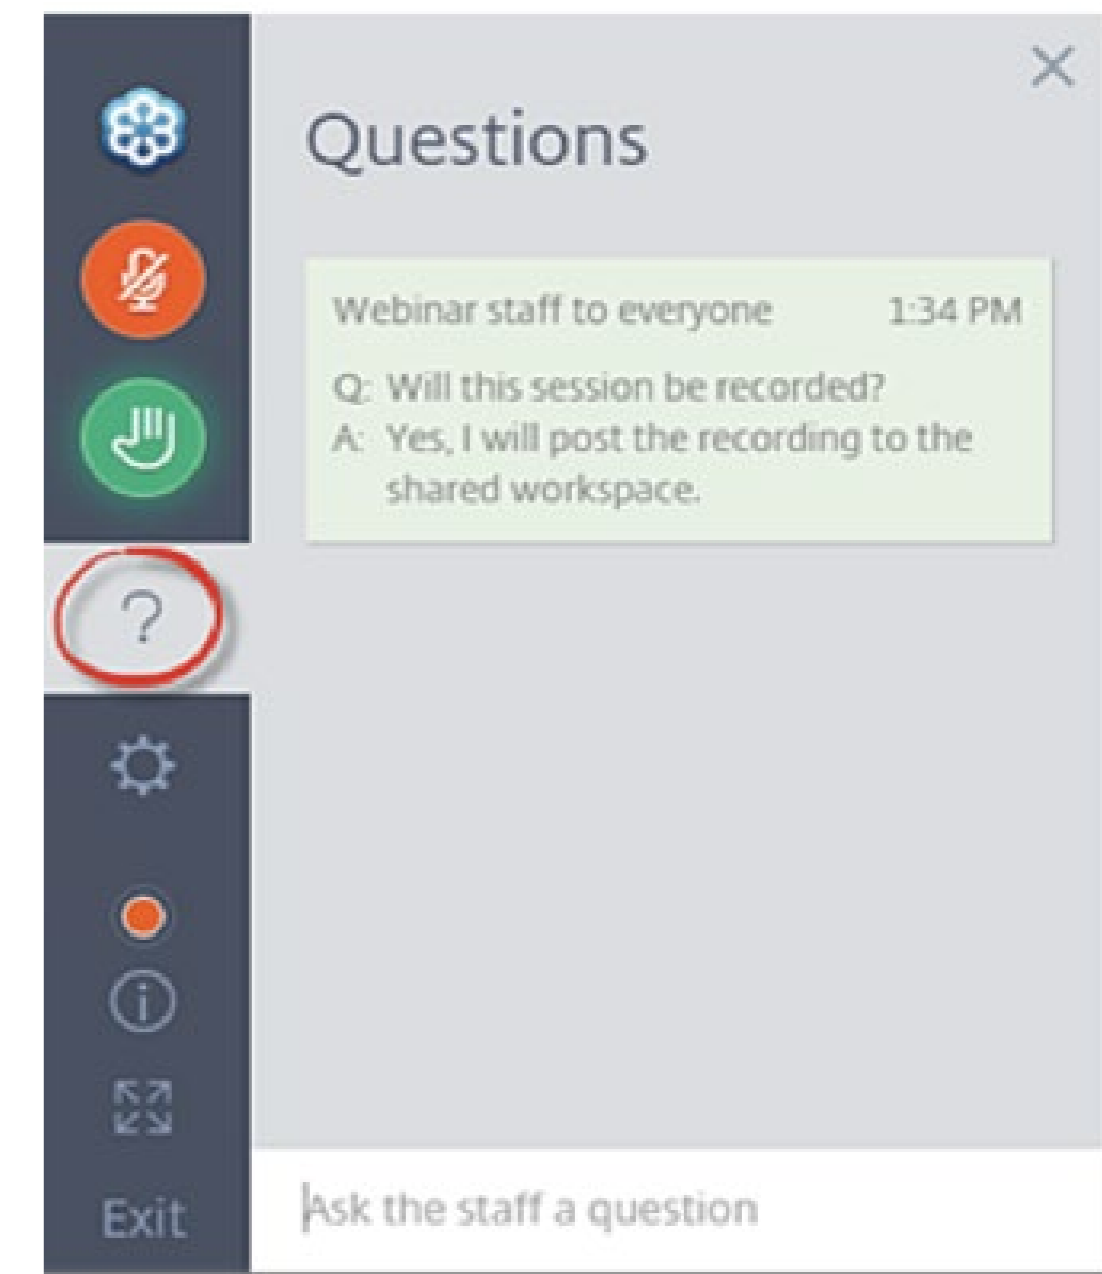 Questions
Webinar staff to everyone 1:34 PM
Q: Will this session be recorded?
A: Yes, I will post the recording to the
shared workspace.
?
Exit
Ask the staff a question